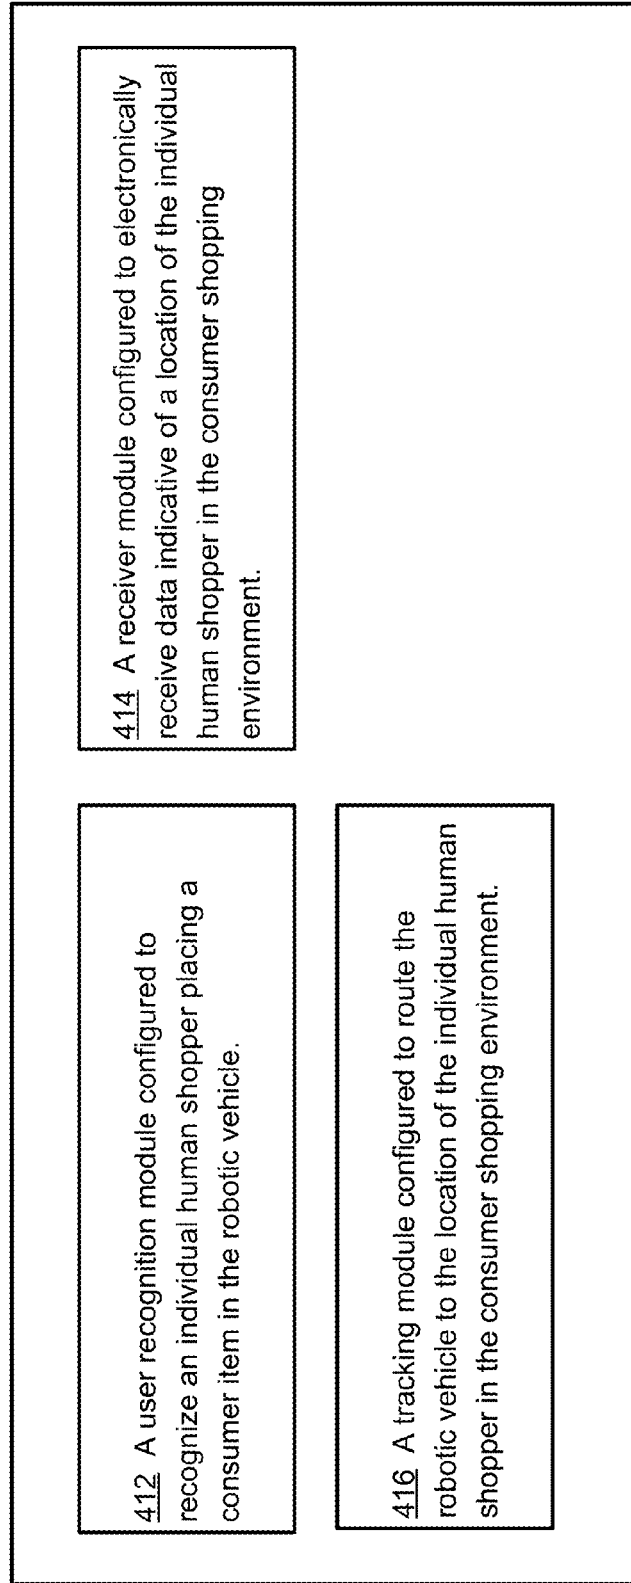 412 A user recognition module configured to
recognize an individual human shopper placing a
consumer item in the robotic vehicle.
414 A receiver module configured to electronically
receive data indicative of a location of the individual
human shopper in the consumer shopping
environment.
416 A tracking module configured to route the
robotic vehicle to the location of the individual human
shopper in the consumer shopping environment.